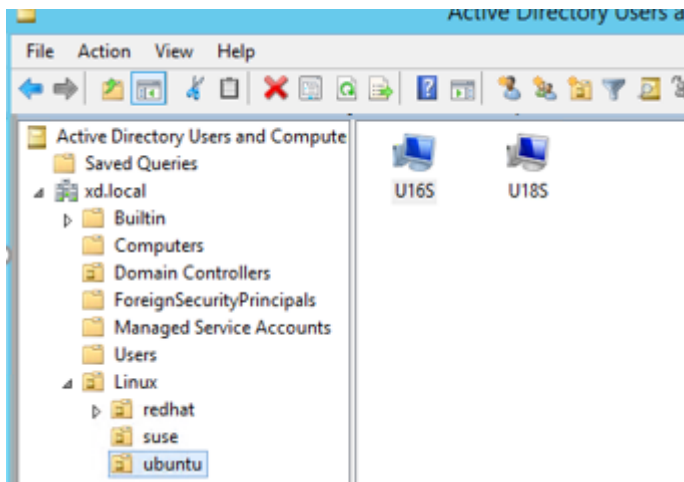 Active Directory Users a
File Action View Help
Active Directory Users and Compute
Saved Queries
xd.local
Builtin
Computers
Domain Controllers
ForeignSecurityPrincipals
Managed Service Accounts
Users
Linux
redhat
suse
ubuntu
U16S U18S